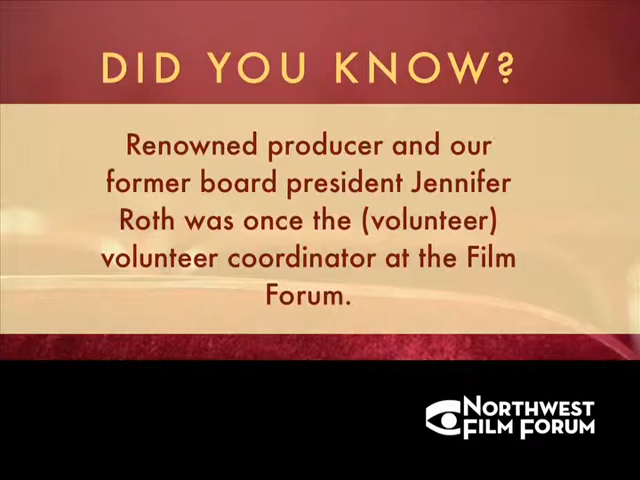 DID YOU KNOW?
Renowned producer and our
former board president Jennifer
Roth was once the (volunteer)
volunteer coordinator at the Film
Forum.
NORTHWEST
FILM FORUM